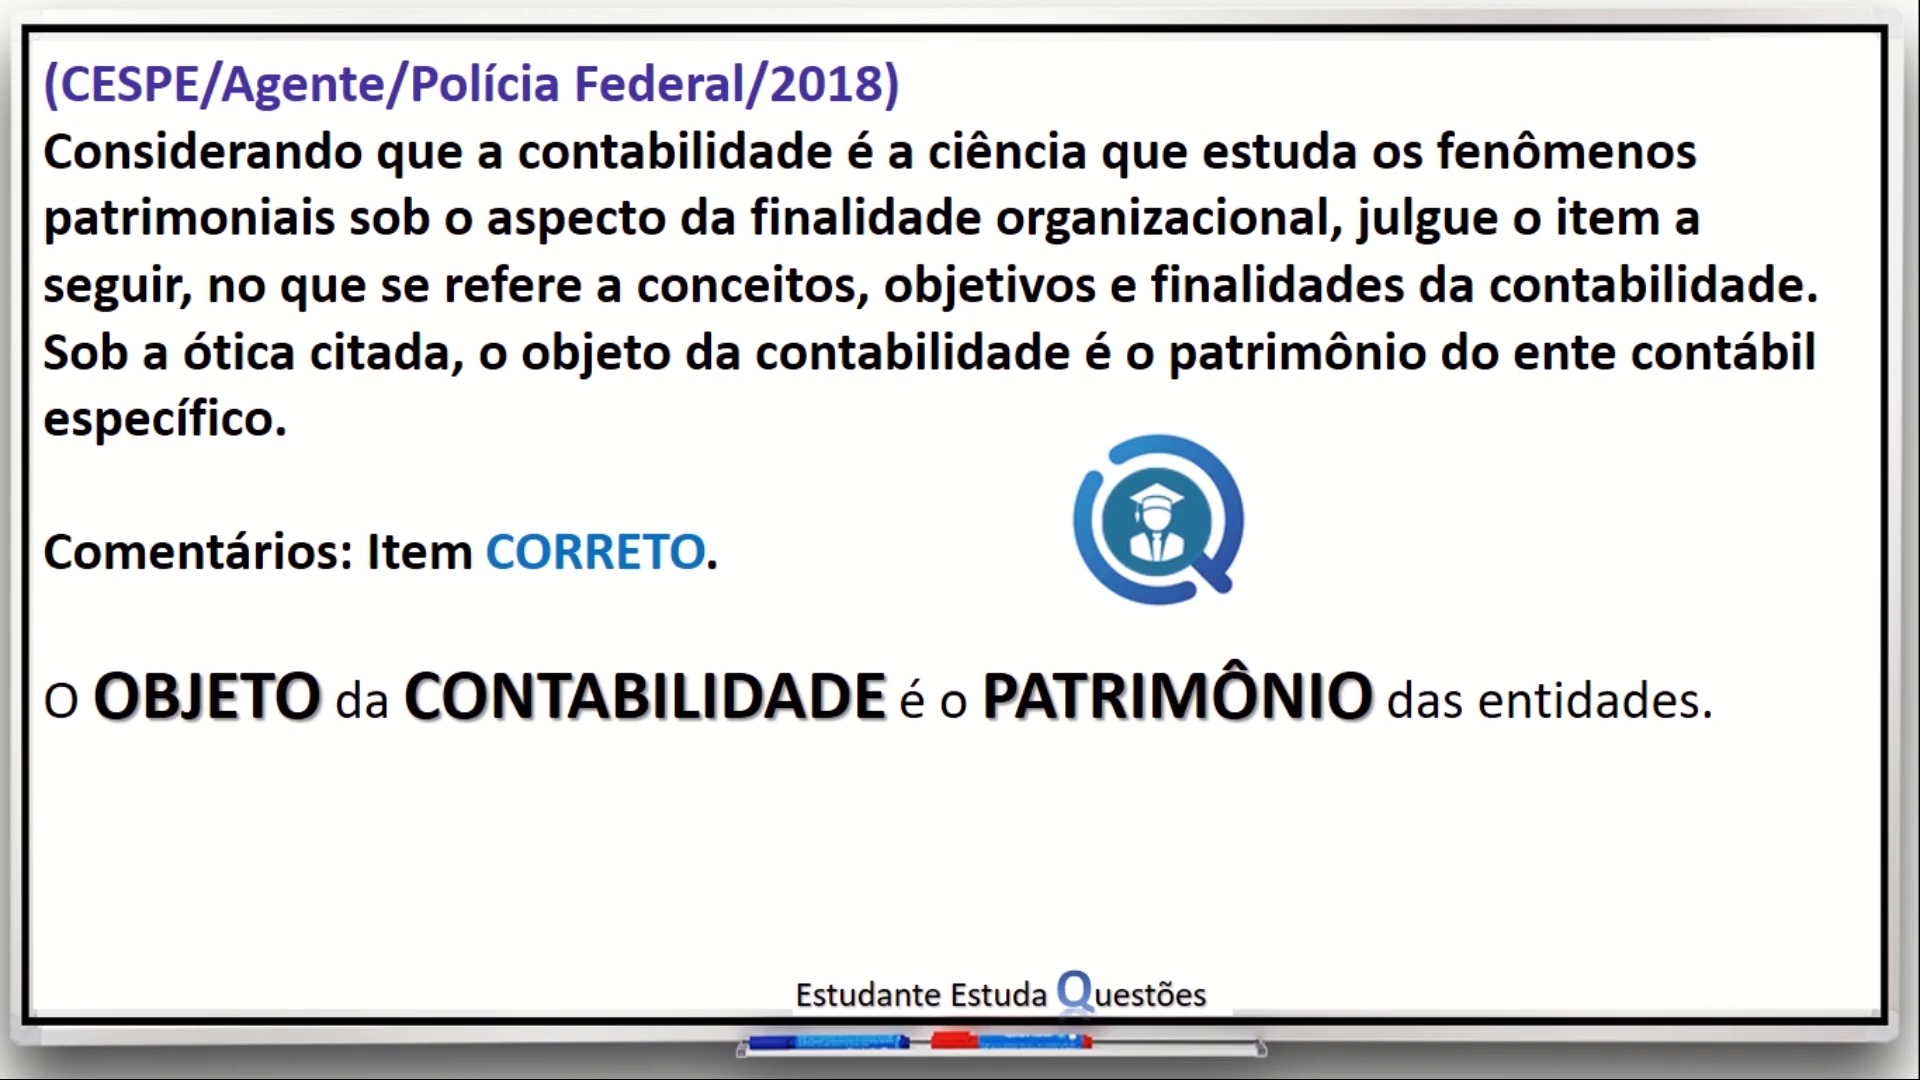 (CESPE/Agente/Polícia Federal/2018)
Considerando que a contabilidade é a ciência que estuda os fenômenos
patrimoniais sob o aspecto da finalidade organizacional, julgue o item a
seguir, no que se refere a conceitos, objetivos e finalidades da contabilidade.
Sob a ótica citada, o objeto da contabilidade é o patrimônio do ente contábil
específico.
Comentários: Item CORRETO.
O OBJETO da CONTABILIDADE é o PATRIMÔNIO das entidades.
Estudante Estuda Questões